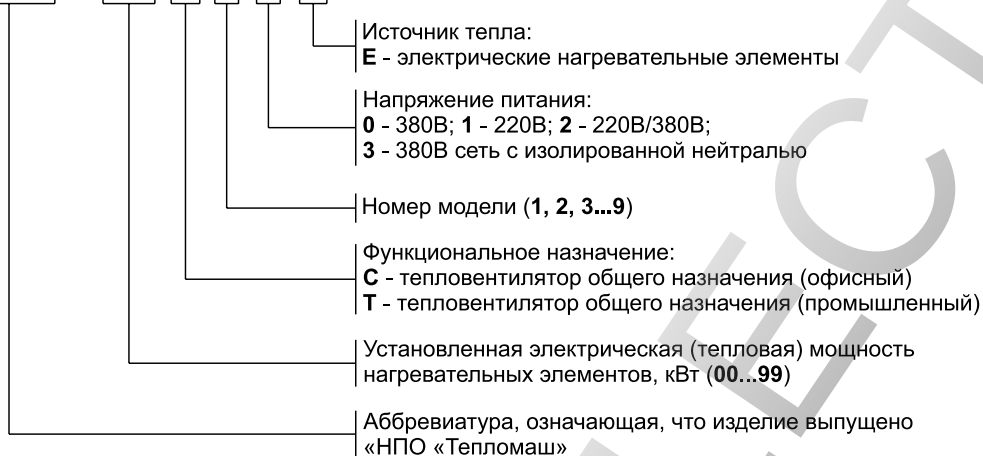 Источник тепла:
Е - электрические нагревательные элементы
Напряжение питания:
0 - 380В; 1 - 220В; 2 - 220В/380В;
3 - 380В сеть с изолированной нейтралью
Номер модели (1, 2, 3...9)
Функциональное назначение:
С - тепловентилятор общего назначения (офисный)
Т - тепловентилятор общего назначения (промышленный)
Установленная электрическая (тепловая) мощность
нагревательных элементов, кВт (00...99)
Аббревиатура, означающая, что изделие выпущено
«НПО «Тепломаш»